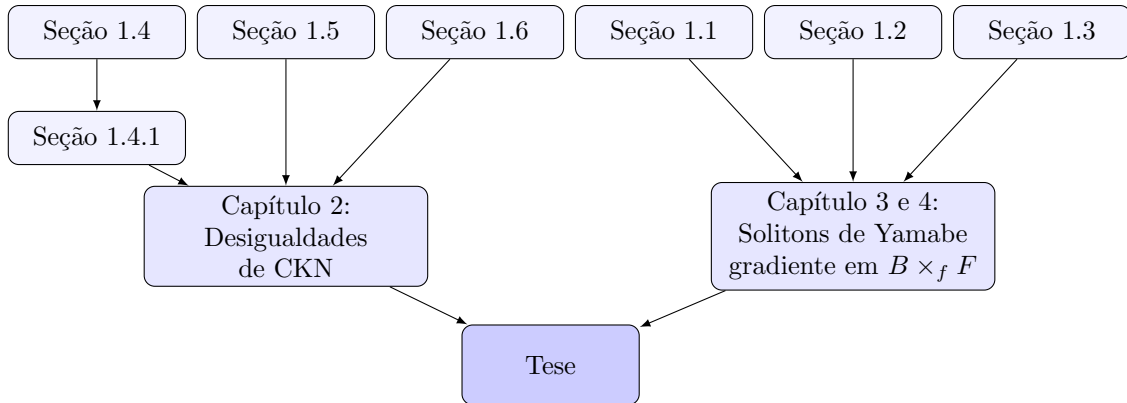 Seção 1.4
Seção 1.5
Seção 1.6
Seção 1.1
Seção 1.2
Seção 1.3
Seção 1.4.1
Capítulo 2:
Desigualdades
de CKN
Capítulo 3 e 4:
Solitons de Yamabe
gradiente em B ×_f F
Tese